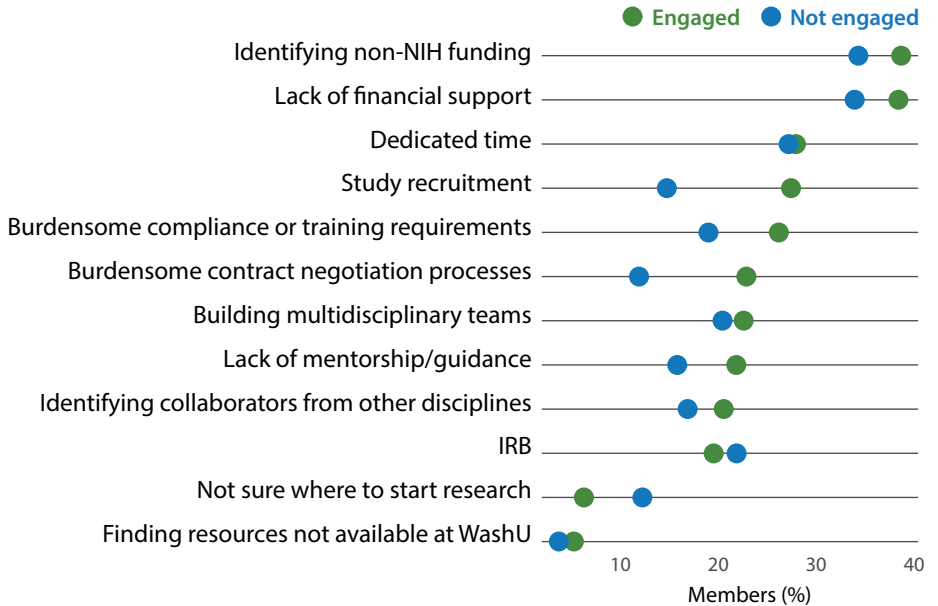 Engaged Not engaged
Identifying non-NIH funding
Lack of financial support
Dedicated time
Study recruitment
Burdensome compliance or training requirements
Burdensome contract negotiation processes
Building multidisciplinary teams
Lack of mentorship/guidance
Identifying collaborators from other disciplines
IRB
Not sure where to start research
Finding resources not available at WashU
10 20 30 40
Members (%)